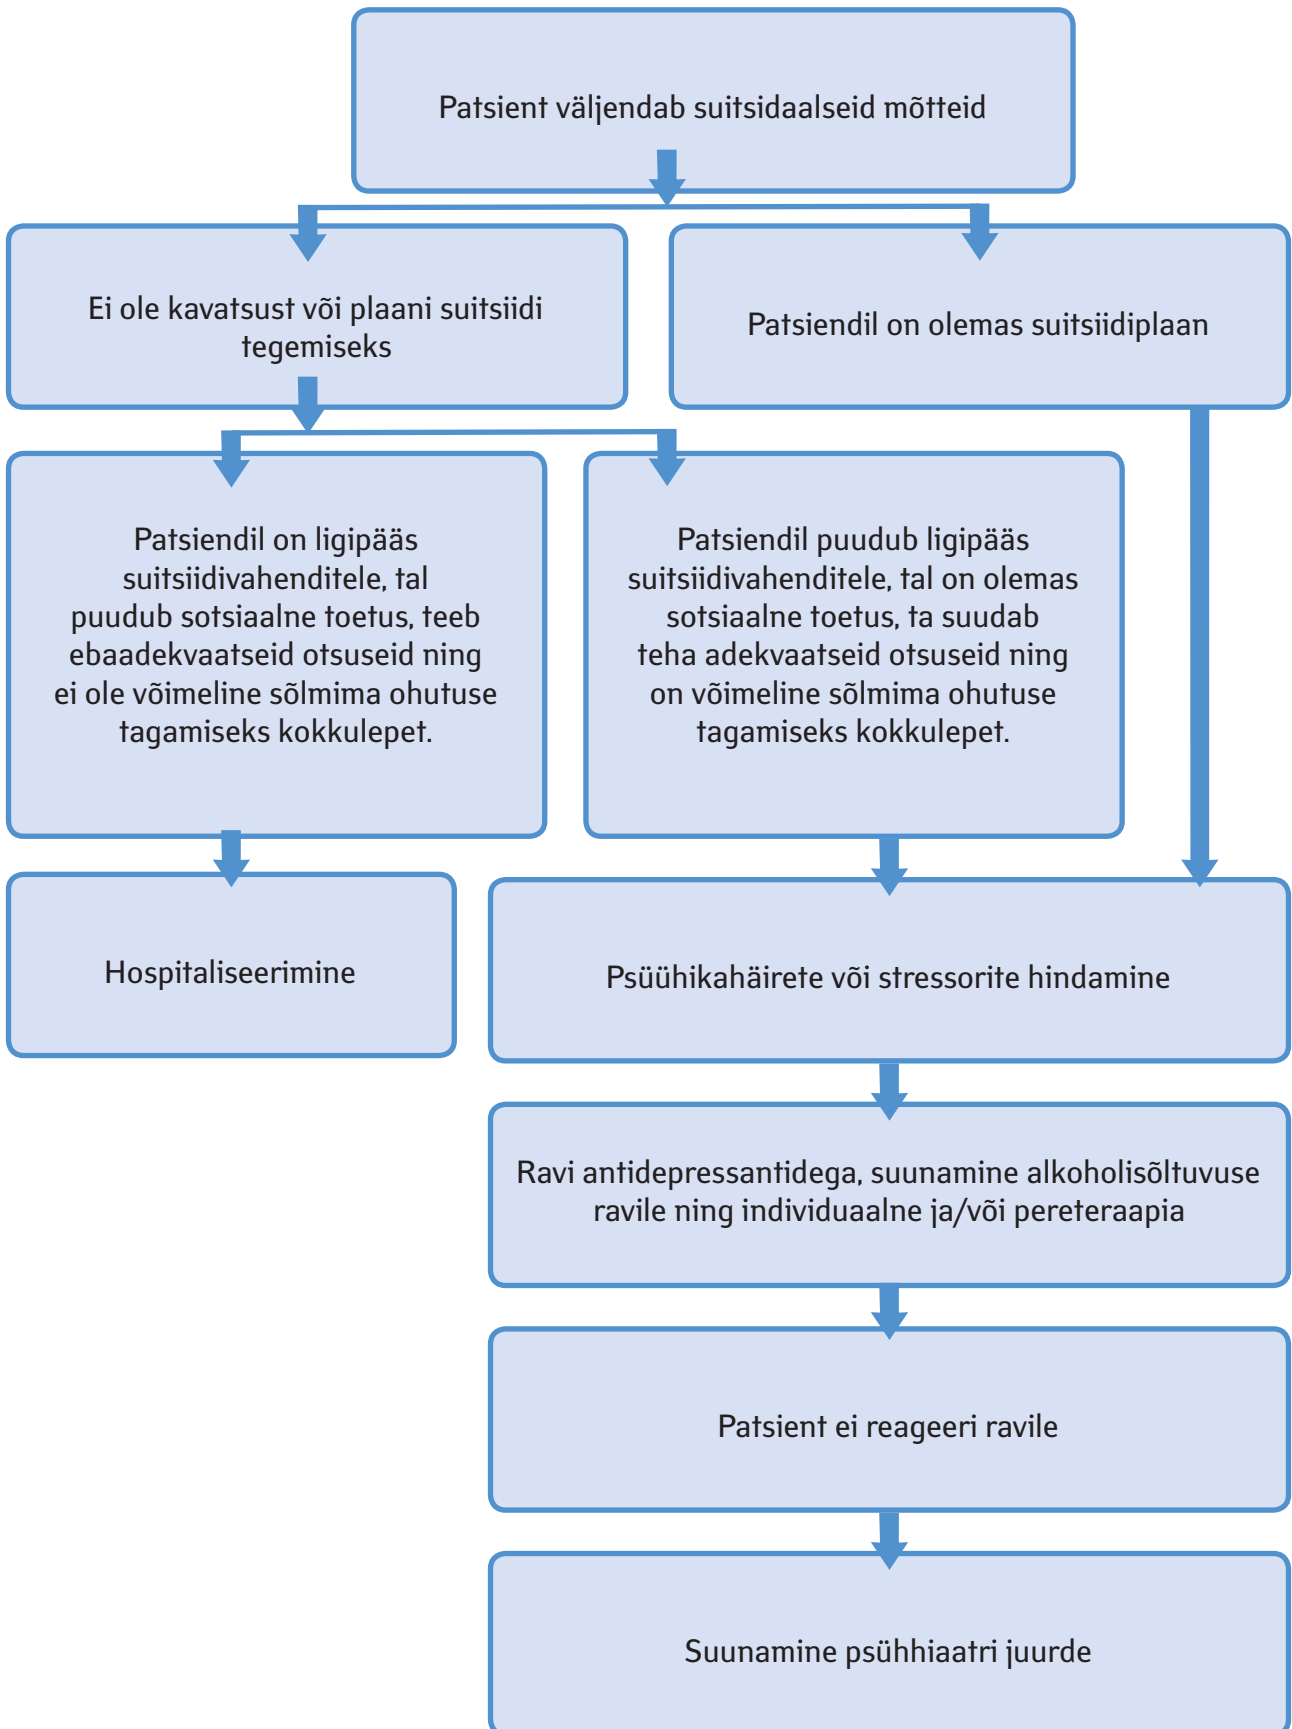 Patsient väljendab suitsidaalseid mõtteid
Ei ole kavatsust või plaani suitsiidi
tegemiseks
Patsiendil on olemas suitsiidiplaan
Patsiendil on ligipääs
suitsiidivahenditele, tal
puudub sotsiaalne toetus, teeb
ebaadekvaatseid otsuseid ning
ei ole võimeline sõlmima ohutuse
tagamiseks kokkulepet.
Patsiendil puudub ligipääs
suitsiidivahenditele, tal on olemas
sotsiaalne toetus, ta suudab
teha adekvaatseid otsuseid ning
on võimeline sõlmima ohutuse
tagamiseks kokkulepet.
Hospitaliseerimine
Psüühikahäirete või stressorite hindamine
Ravi antidepressantidega, suunamine alkoholisõltuvuse
ravile ning individuaalne ja/või pereteraapia
Patsient ei reageeri ravile
Suunamine psühhiaatri juurde